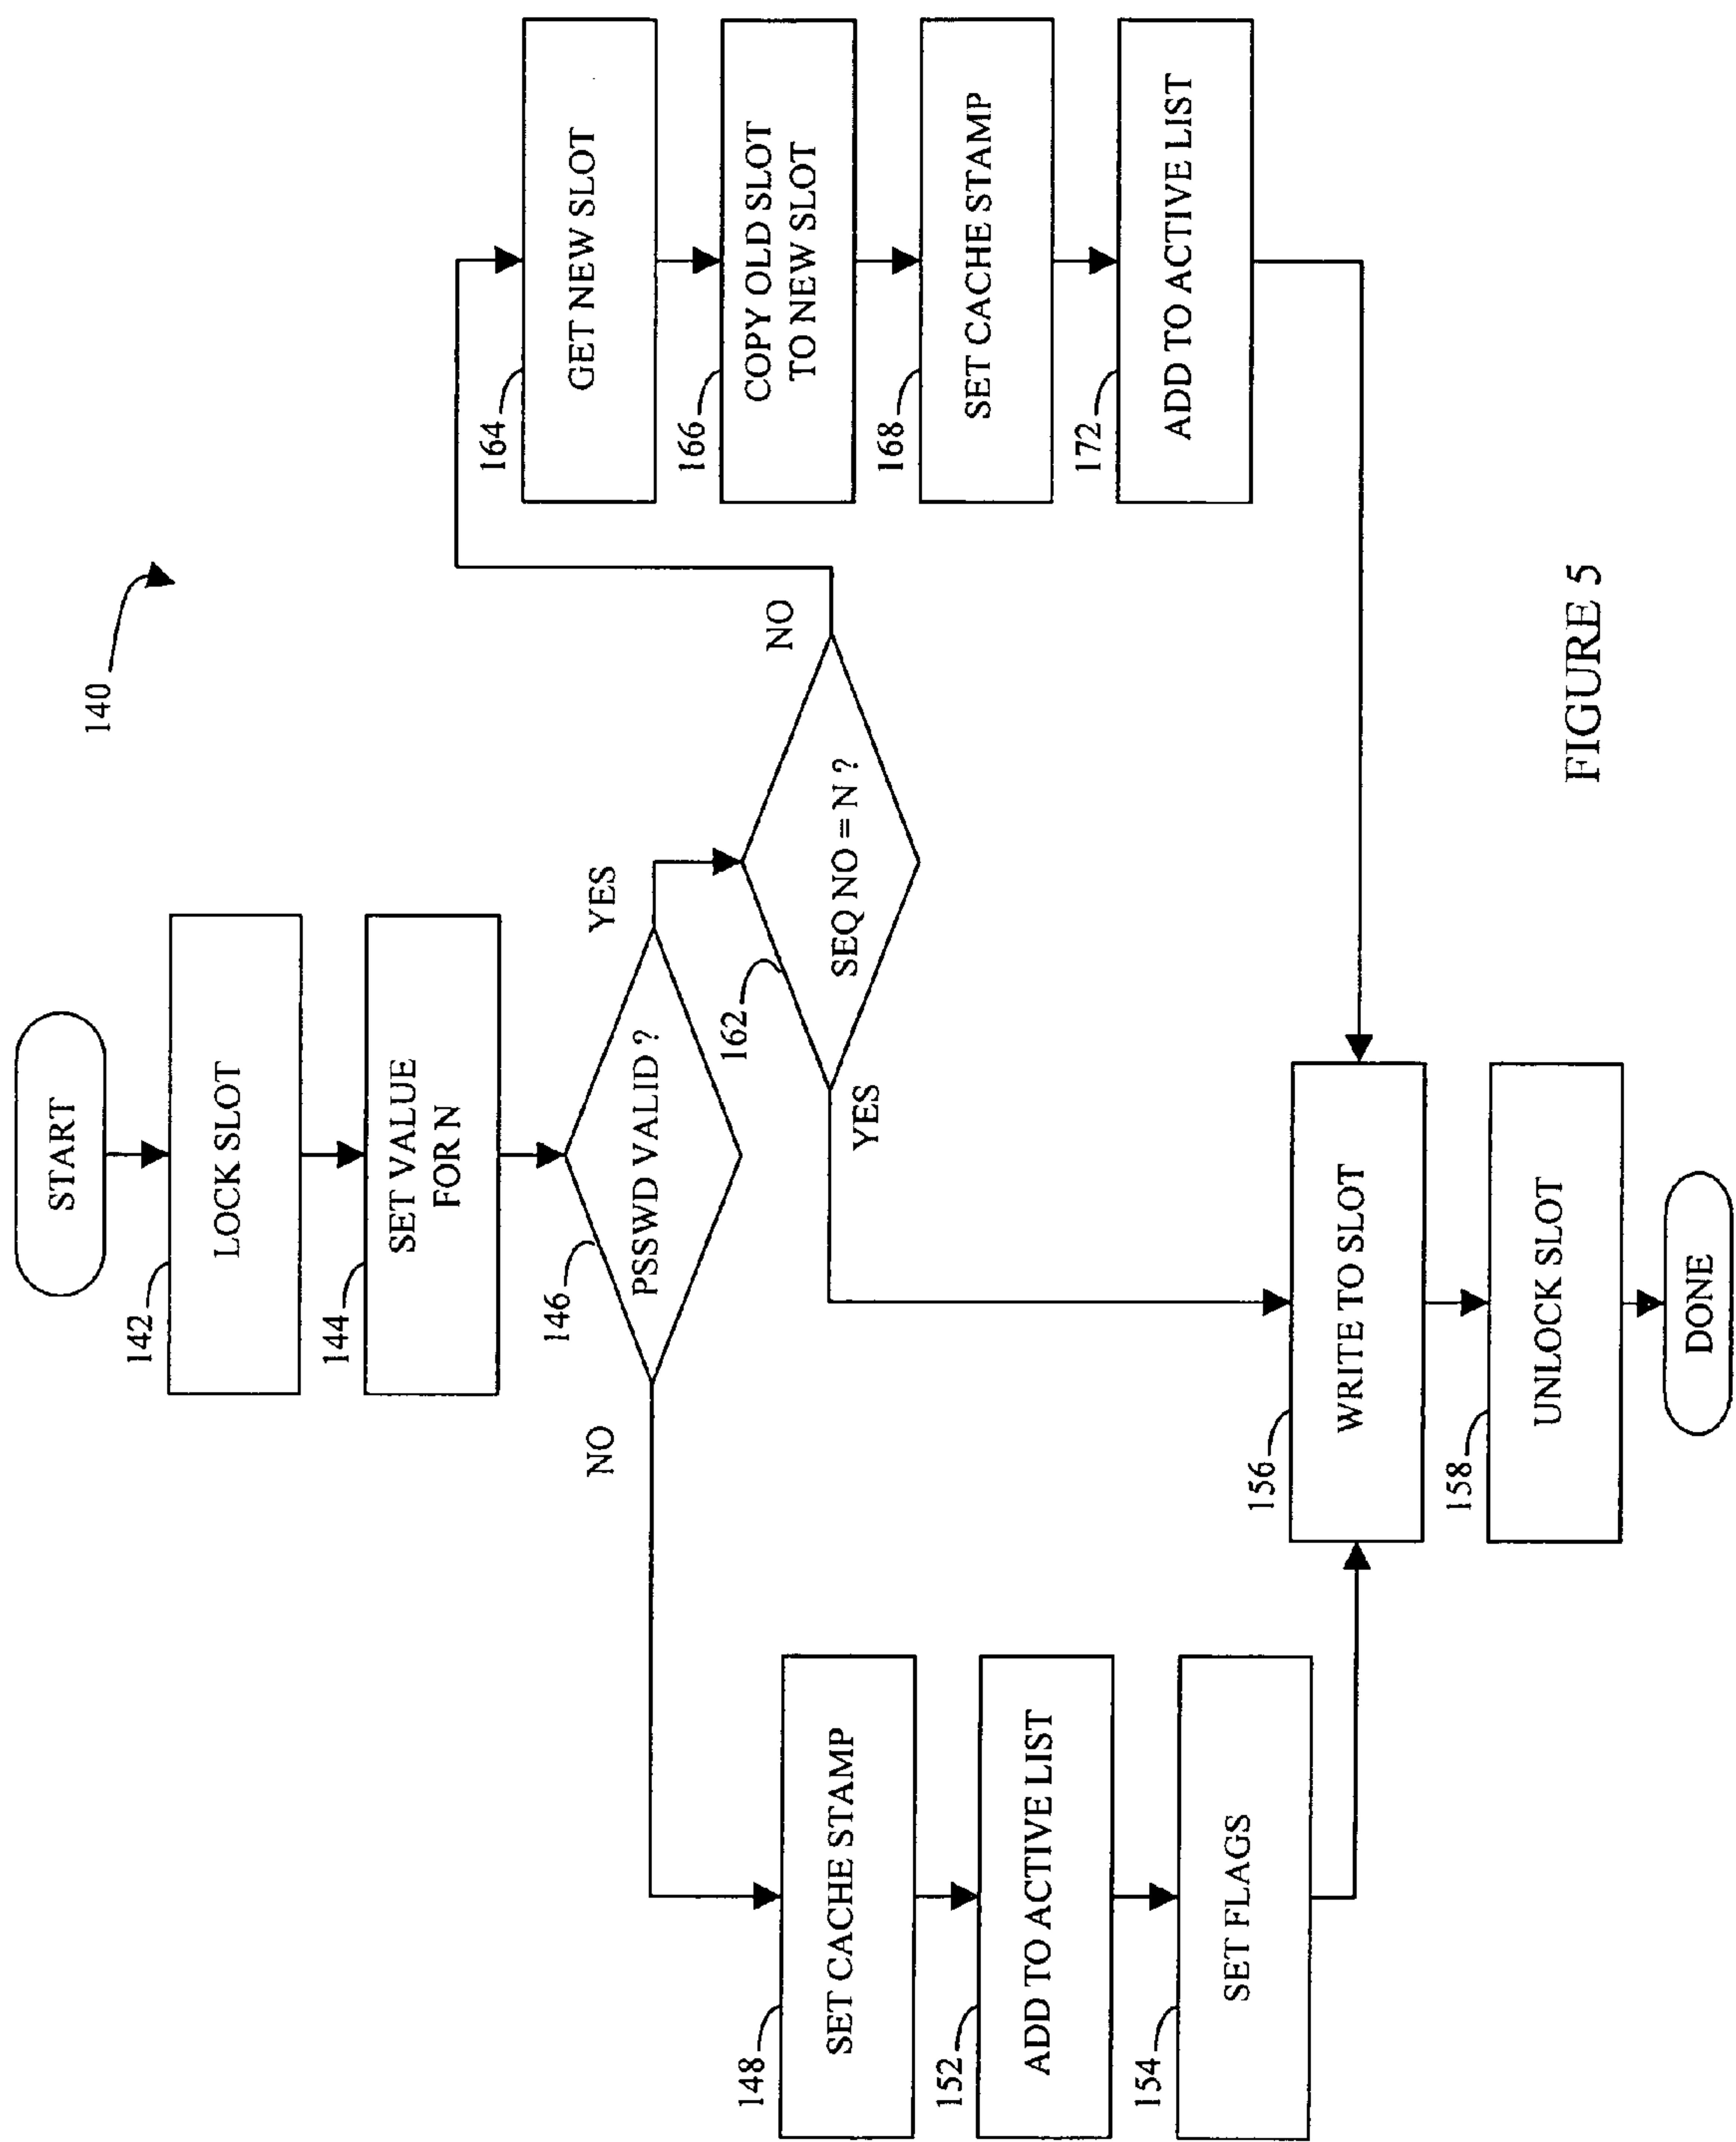 140
START
142
LOCK SLOT
144
SET VALUE
FOR N
146
PSSWD VALID ?
NO
YES
162
SEQ NO = N ?
YES
NO
148
SET CACHE STAMP
152
ADD TO ACTIVE LIST
154
SET FLAGS
164
GET NEW SLOT
166
COPY OLD SLOT
TO NEW SLOT
168
SET CACHE STAMP
172
ADD TO ACTIVE LIST
156
WRITE TO SLOT
158
UNLOCK SLOT
DONE
FIGURE 5